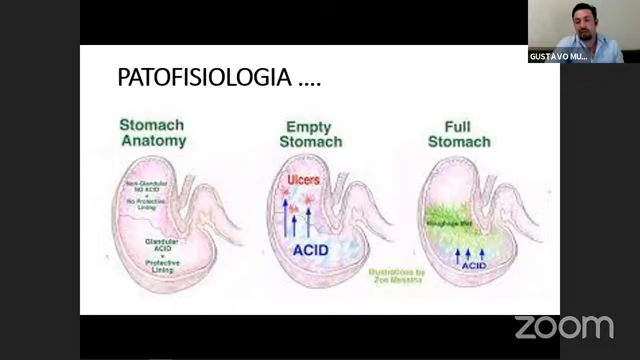 PATOFISIOLOGIA ....
Stomach
Anatomy
Non-Glandular
NO ACID
+
No Protective
Lining
Glandular
ACID
+
Protective
Lining
Empty
Stomach
Ulcers
ACID
Illustrations by
Zoe
Full
Stomach
Roughage Mat
ACID
GUSTAVO MU...
zoom